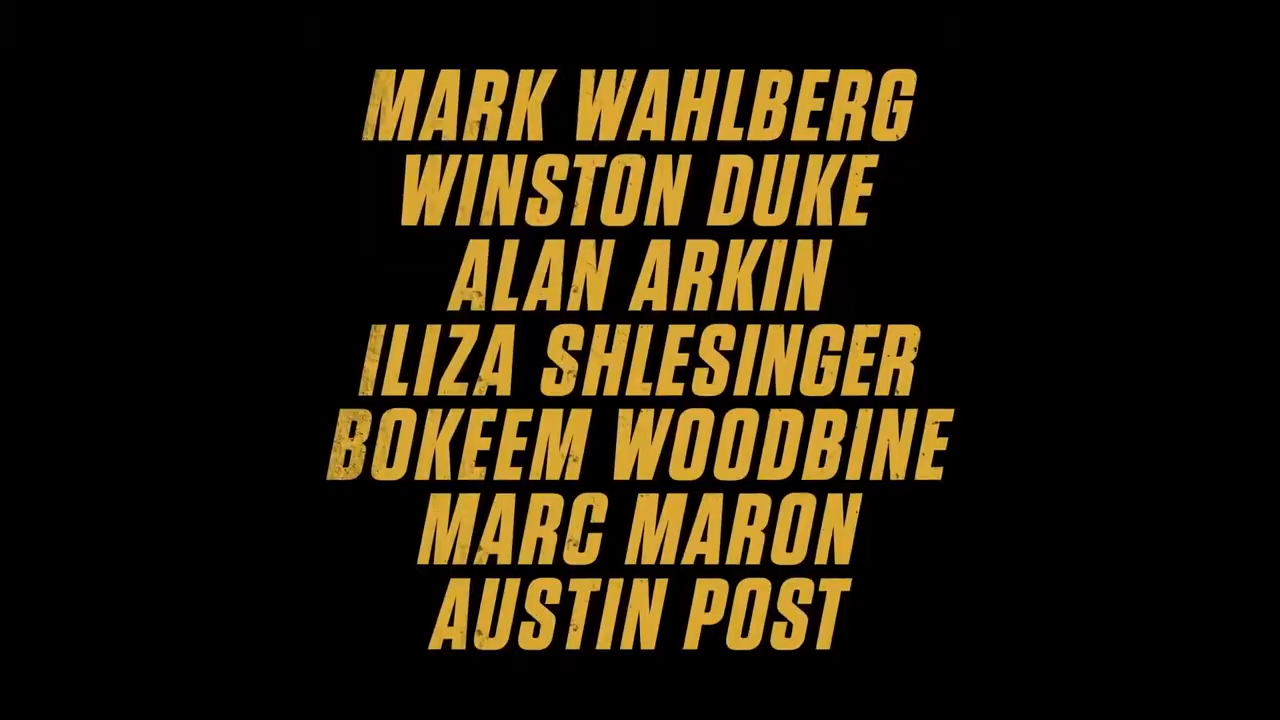 MARK WAHLBERG
WINSTON DUKE
ALAN ARKIN
ILIZA SHLESINGER
BOKEEM WOODBINE
MARC MARON
AUSTIN POST